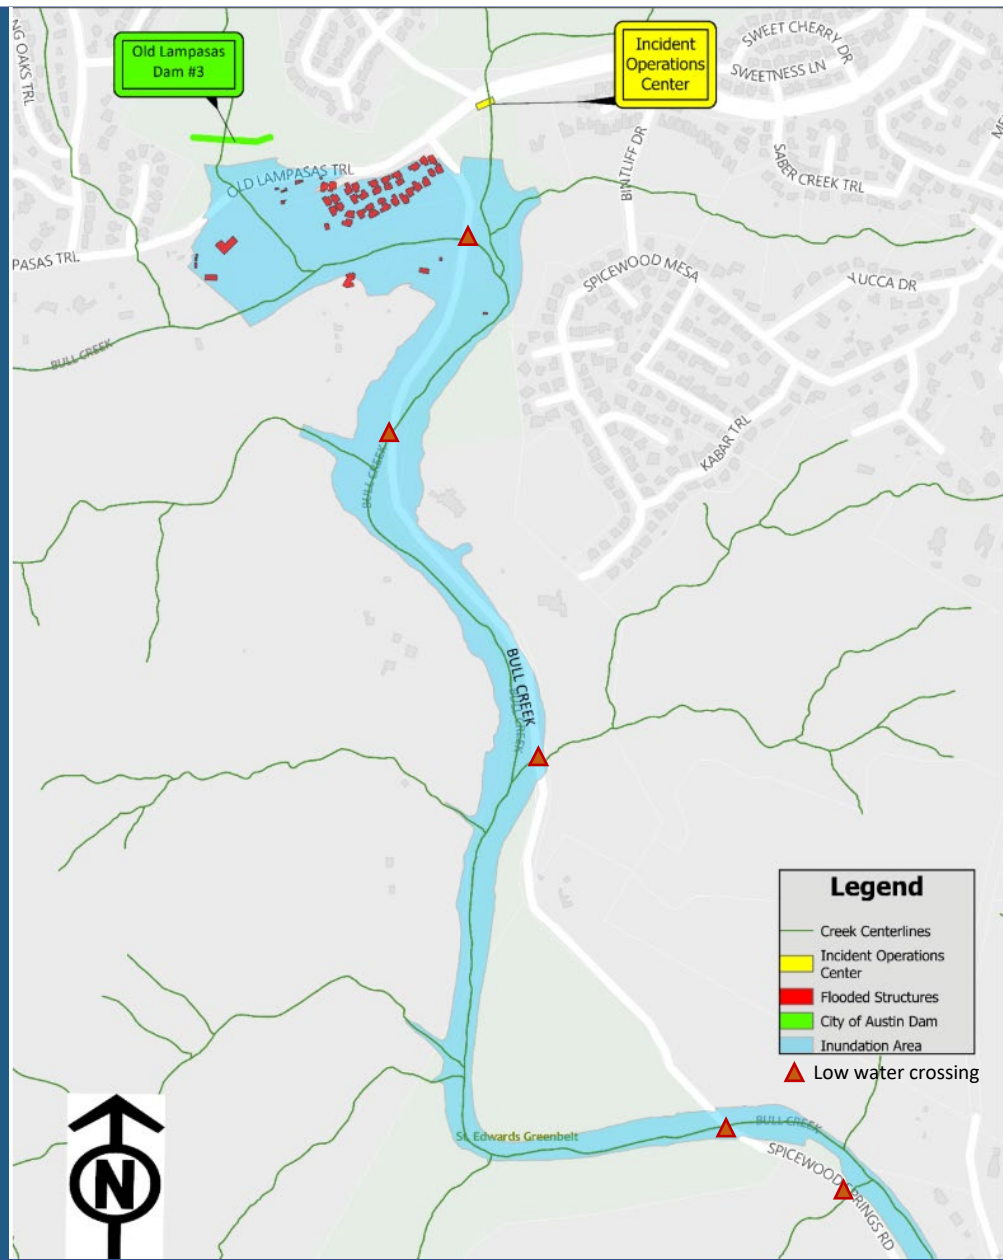 NG OAKS TRL
Old Lampasas
Dam #3
Incident
Operations
Center
SWEET CHERRY DR
SWEETNESS LN
BINTLIFF DR
SABER CREEK TRL
OLD LAMPASAS TRL
PASAS TRL
SPICEWOOD MESA
YUCCA DR
BULL CREEK
KABAR TRL
BULL CREEK
BULL CREEK
BULL CREEK
Legend
Creek Centerlines
Incident Operations
Center
Flooded Structures
City of Austin Dam
Inundation Area
Low water crossing
N
St. Edwards Greenbelt
BULL CREEK
SPICEWOOD SPRINGS RD